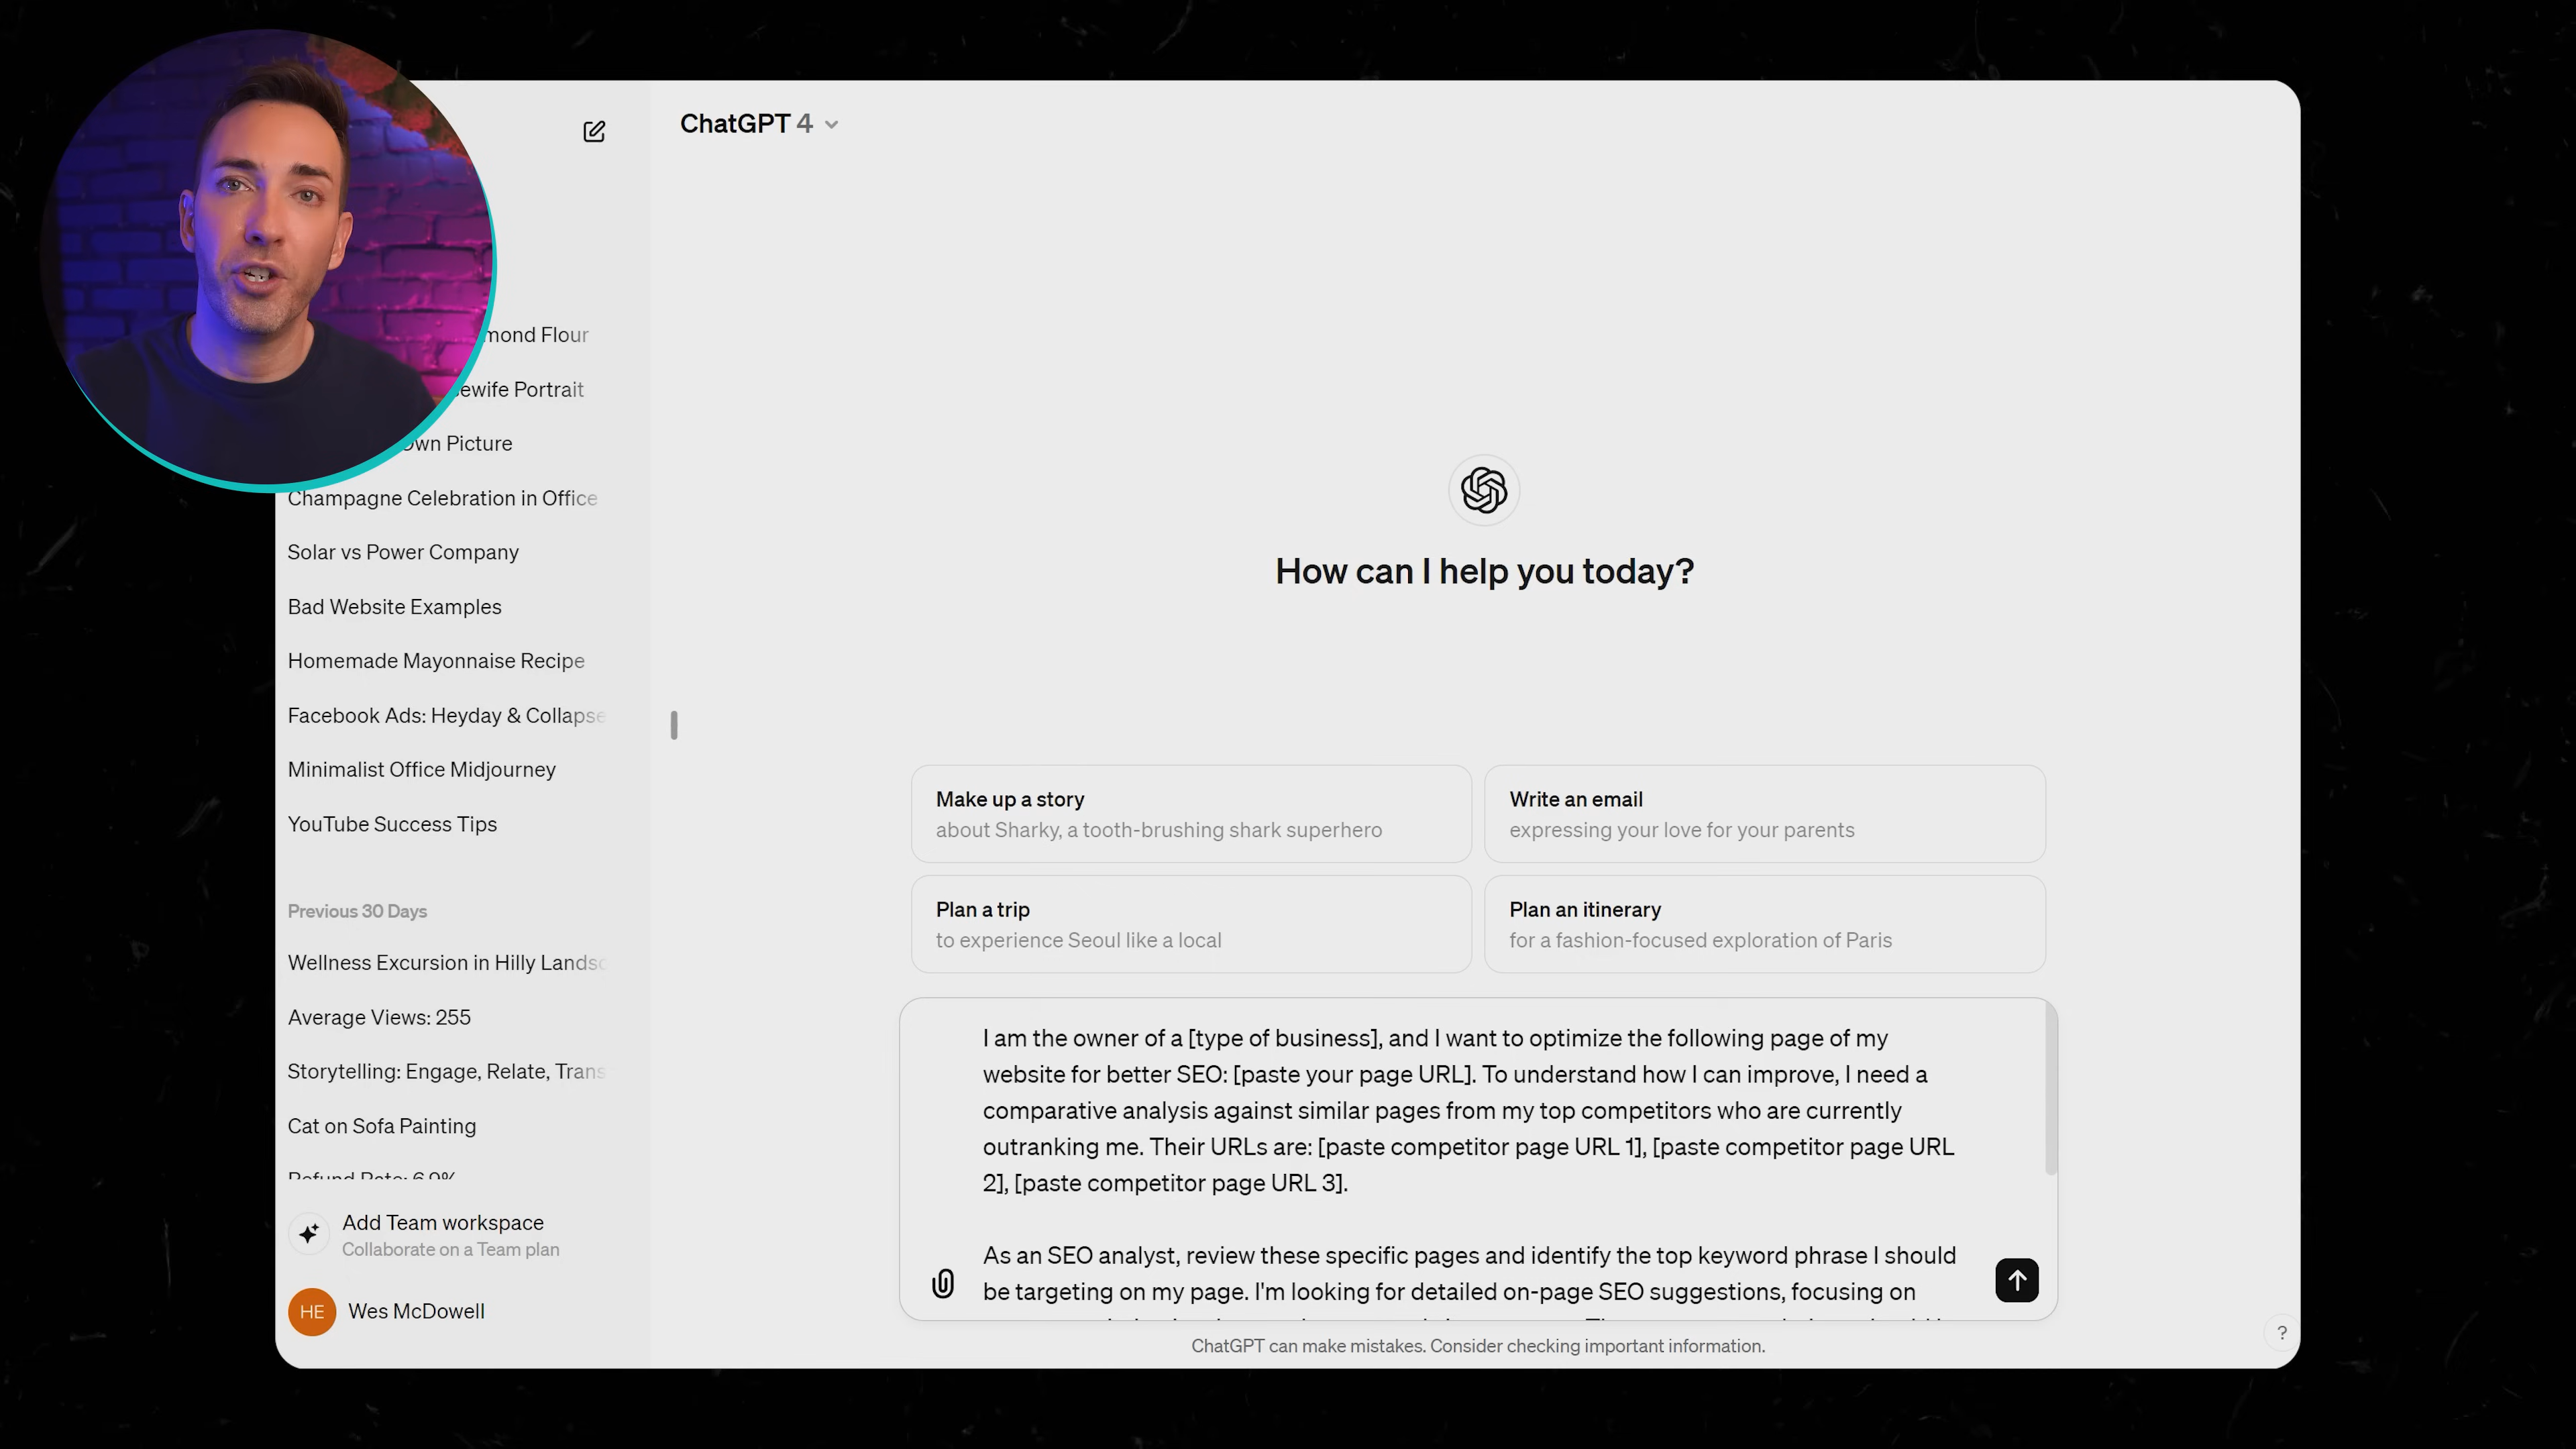 ChatGPT 4
mond Flour
ewife Portrait
Own Picture
Champagne Celebration in Office
Solar vs Power Company
Bad Website Examples
Homemade Mayonnaise Recipe
Facebook Ads: Heyday & Collapse
Minimalist Office Midjourney
YouTube Success Tips
Previous 30 Days
Wellness Excursion in Hilly Landsc
Average Views: 255
Storytelling: Engage, Relate, Trans
Cat on Sofa Painting
Refund Rate: 6.9%
Add Team workspace
Collaborate on a Team plan
HE
Wes McDowell
How can I help you today?
Make up a story
about Sharky, a tooth-brushing shark superhero
Write an email
expressing your love for your parents
Plan a trip
to experience Seoul like a local
Plan an itinerary
for a fashion-focused exploration of Paris
I am the owner of a [type of business], and I want to optimize the following page of my
website for better SEO: [paste your page URL]. To understand how I can improve, I need a
comparative analysis against similar pages from my top competitors who are currently
outranking me. Their URLs are: [paste competitor page URL 1], [paste competitor page URL
2], [paste competitor page URL 3].
As an SEO analyst, review these specific pages and identify the top keyword phrase I should
be targeting on my page. I'm looking for detailed on-page SEO suggestions, focusing on
ChatGPT can make mistakes. Consider checking important information.
?